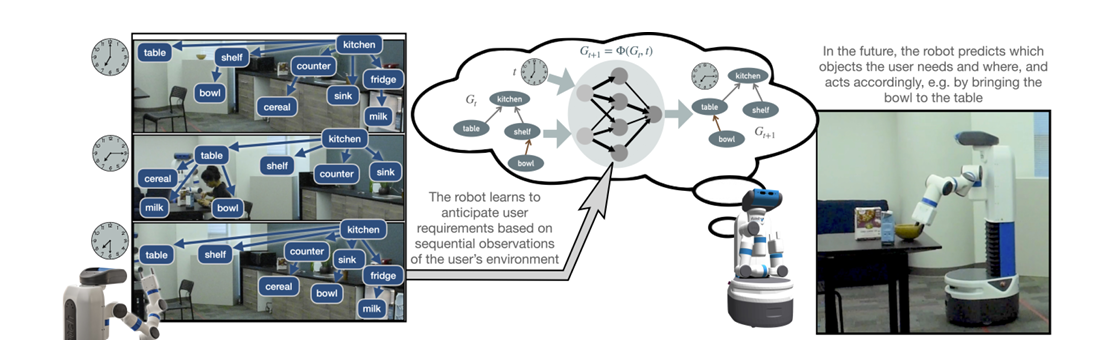 table
shelf
kitchen
counter
bowl
fridge
cereal
sink
milk
kitchen
table
shelf
cereal
counter
sink
milk
bowl
kitchen
table
shelf
counter
sink
fridge
cereal
bowl
milk
The robot learns to
anticipate user
requirements based on
sequential observations
of the user's environment
G_{t+1} = Φ(G_t, t)
t
G_t
kitchen
table
shelf
bowl
kitchen
table
shelf
G_{t+1}
bowl
In the future, the robot predicts which
objects the user needs and where, and
acts accordingly, e.g. by bringing the
bowl to the table